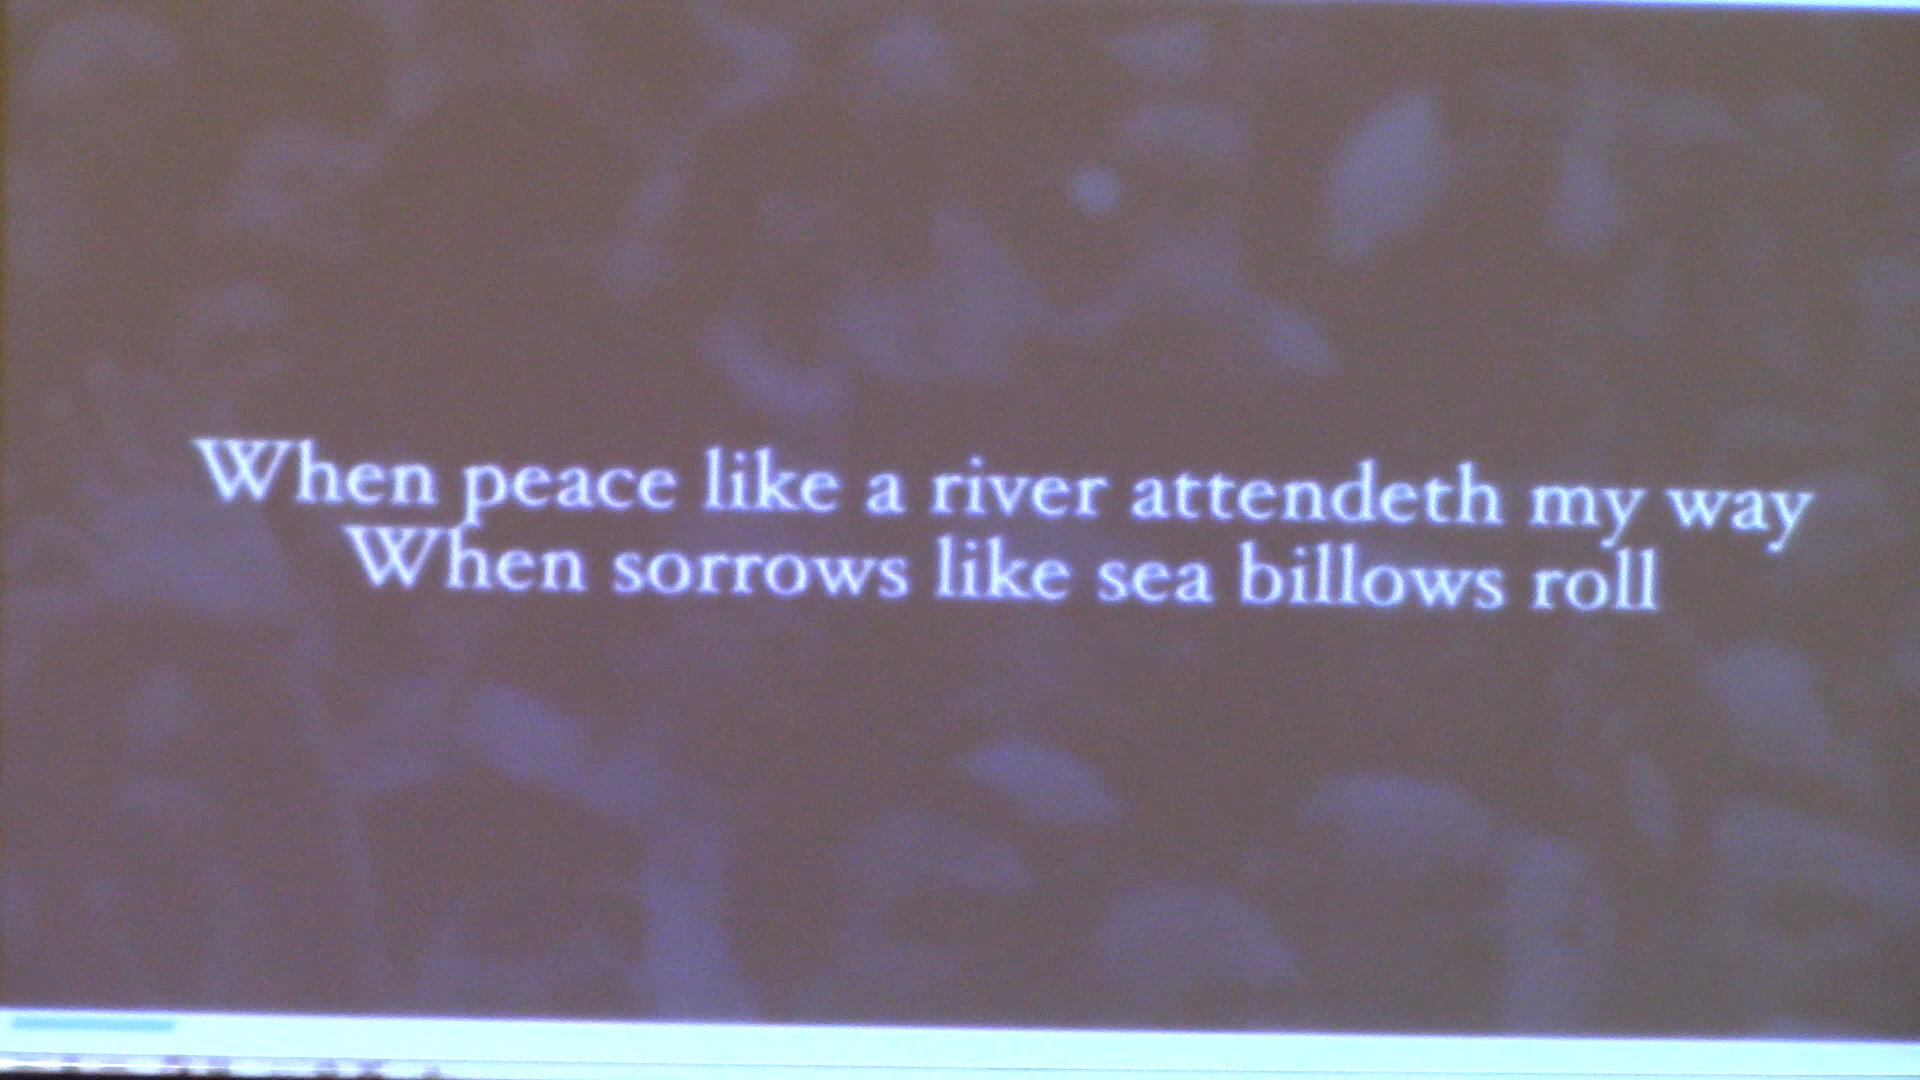 When peace like a river attendeth my way
When sorrows like sea billows roll